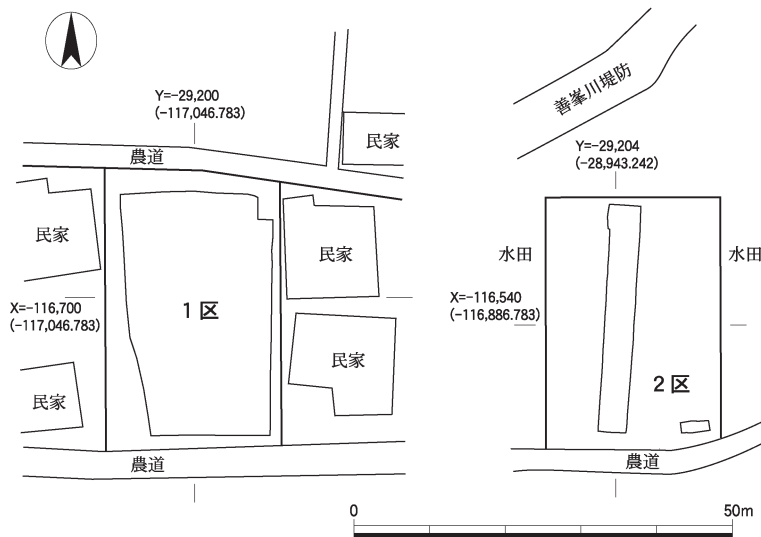 Y=−29,200
(−117,046.783)
民家
農道
民家
民家
X=−116,700
(−117,046.783)
1区
民家
民家
農道
善峯川堤防
Y=−29,204
(−28,943.242)
水田
水田
X=−116,540
(−116,886.783)
2区
農道
0
50m